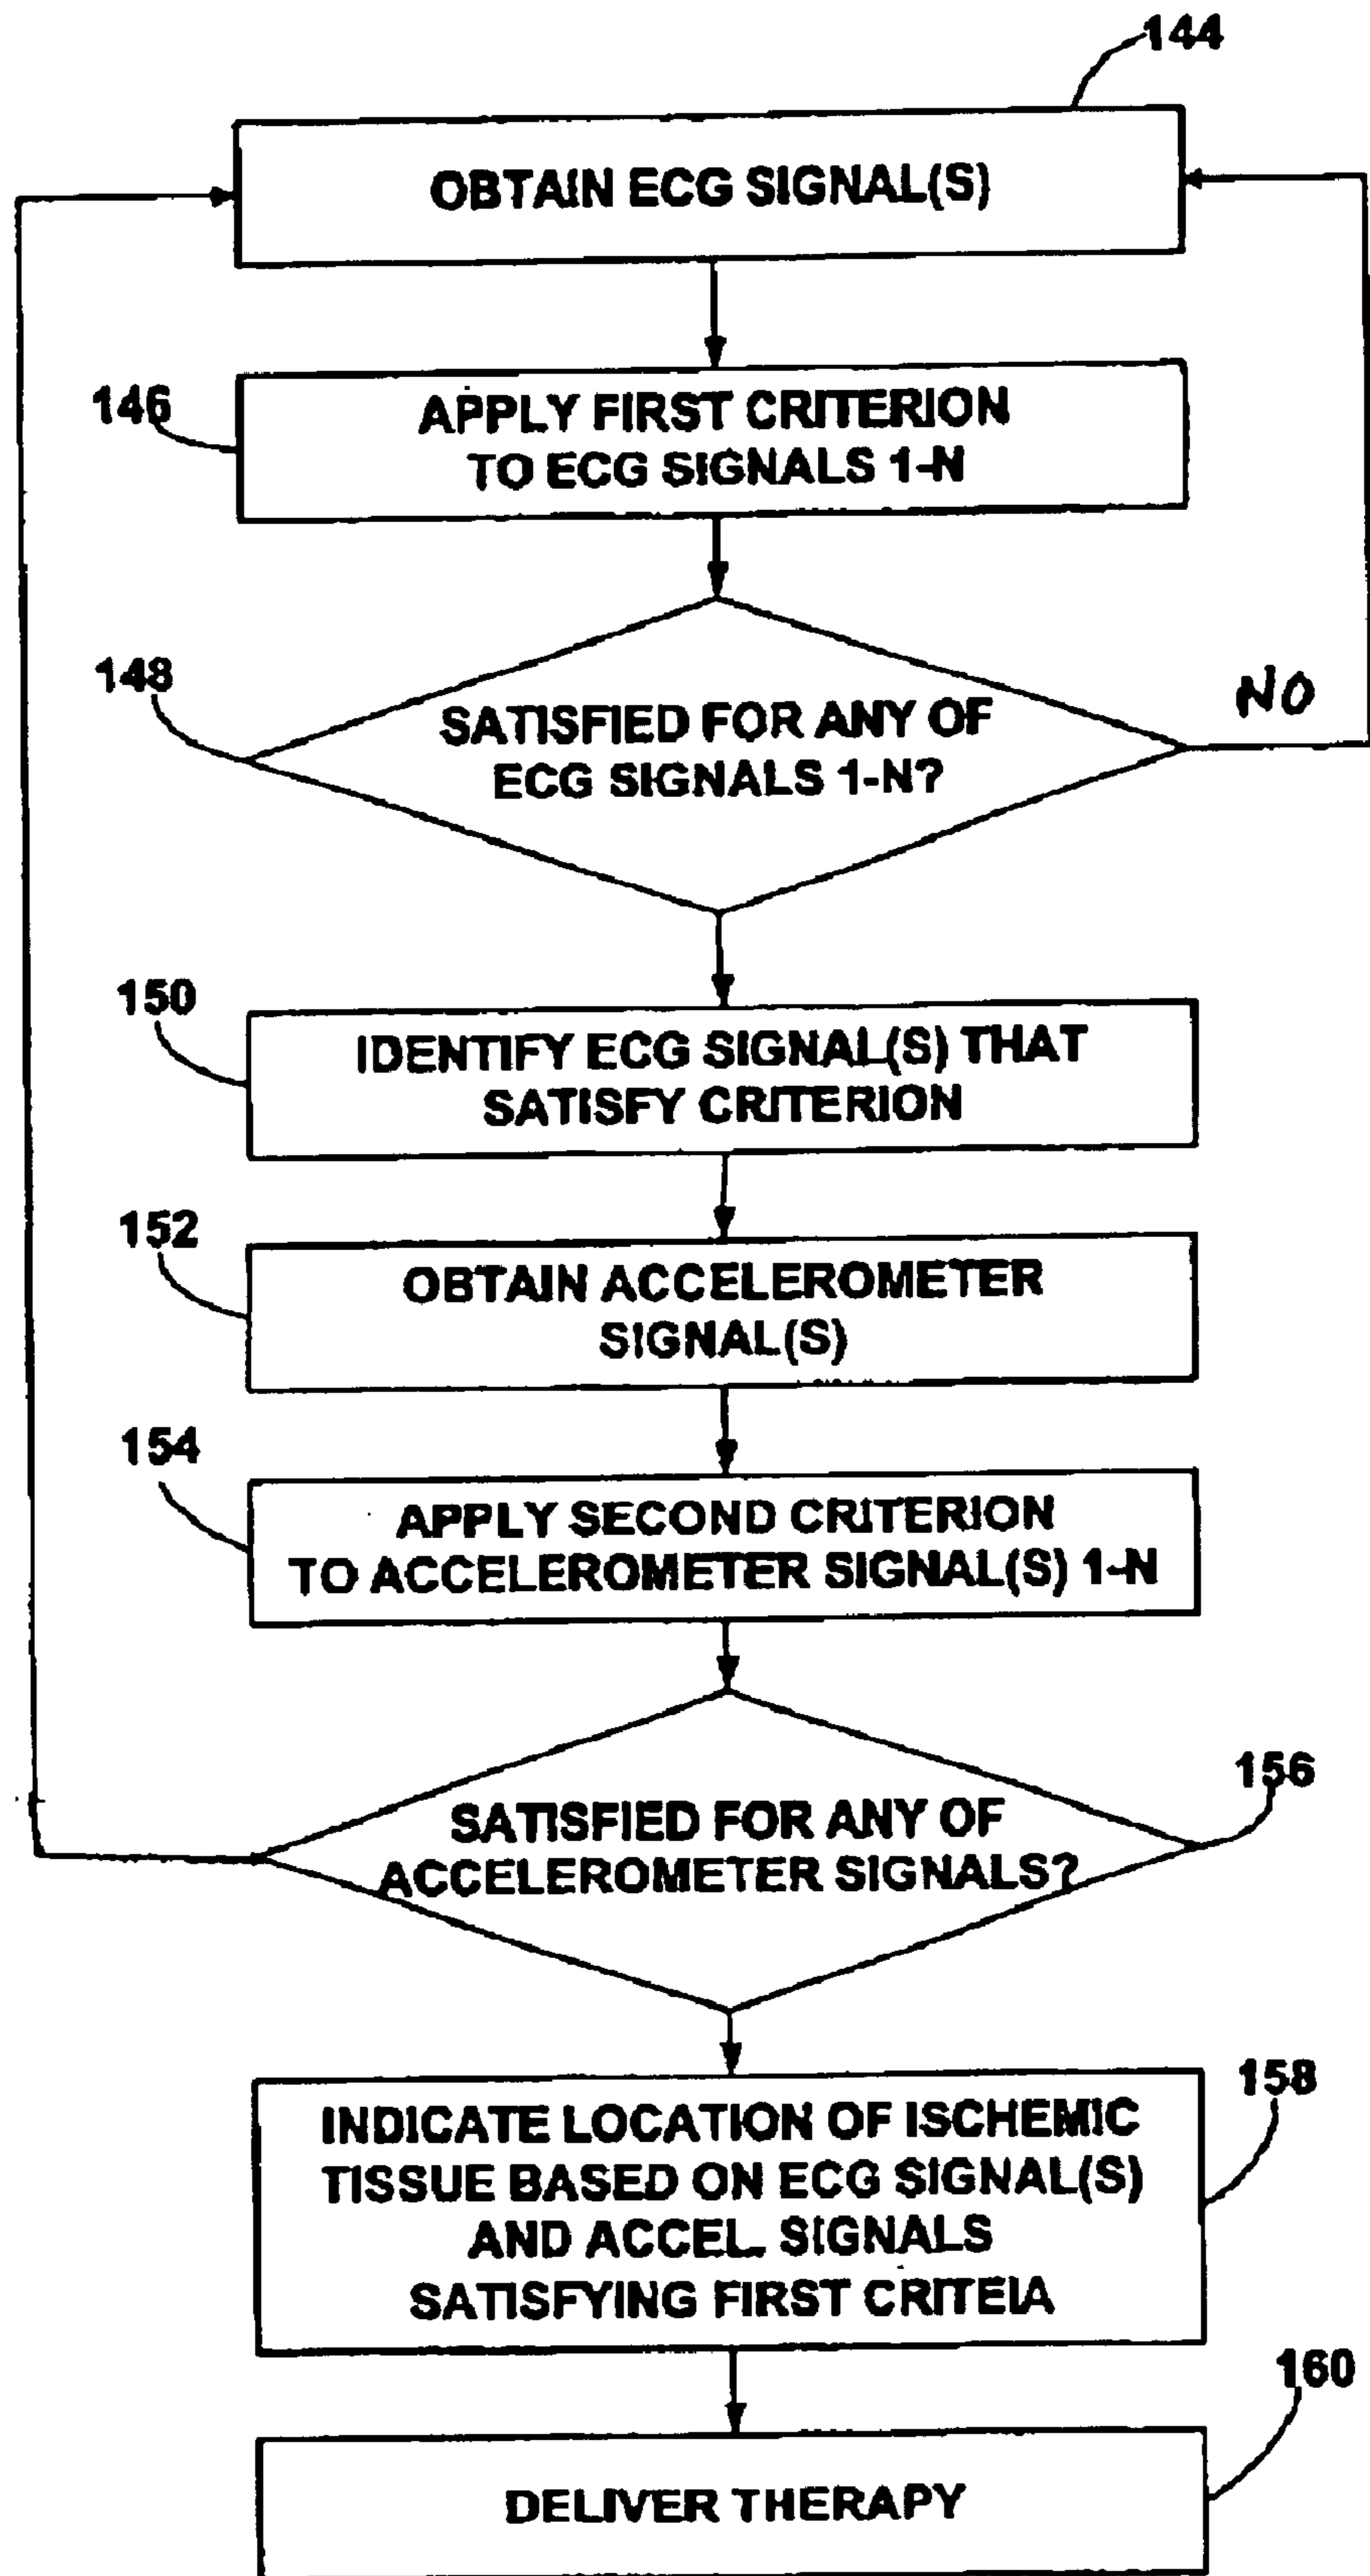 144
OBTAIN ECG SIGNAL(S)
146
APPLY FIRST CRITERION
TO ECG SIGNALS 1-N
148
SATISFIED FOR ANY OF
ECG SIGNALS 1-N?
NO
150
IDENTIFY ECG SIGNAL(S) THAT
SATISFY CRITERION
152
OBTAIN ACCELEROMETER
SIGNAL(S)
154
APPLY SECOND CRITERION
TO ACCELEROMETER SIGNAL(S) 1-N
156
SATISFIED FOR ANY OF
ACCELEROMETER SIGNALS?
158
INDICATE LOCATION OF ISCHEMIC
TISSUE BASED ON ECG SIGNAL(S)
AND ACCEL. SIGNALS
SATISFYING FIRST CRITEIA
160
DELIVER THERAPY